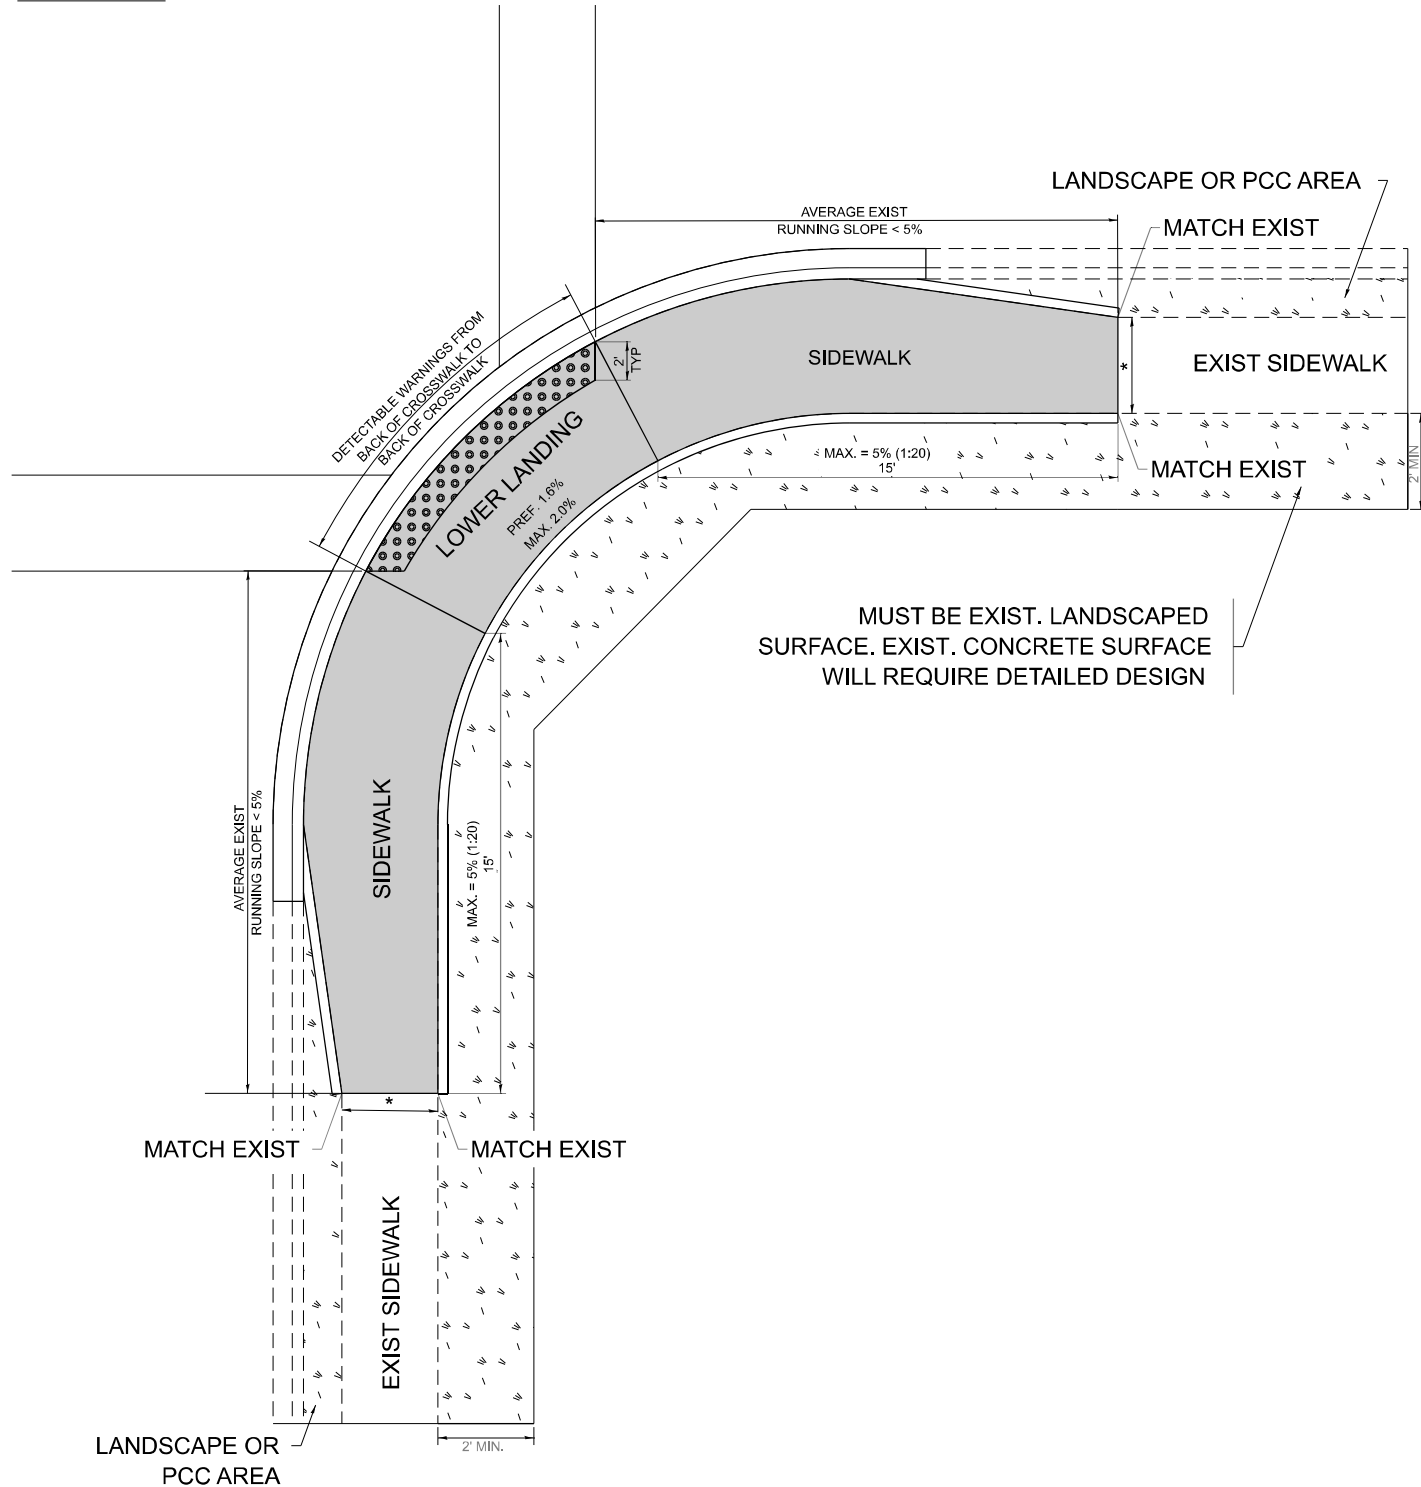 LANDSCAPE OR PCC AREA
AVERAGE EXIST
RUNNING SLOPE < 5%
MATCH EXIST
DETECTABLE WARNINGS FROM
BACK OF CROSSWALK TO
BACK OF CROSSWALK
2'
TYP
SIDEWALK
*
EXIST SIDEWALK
LOWER LANDING
PREF. 1.6%
MAX. 2.0%
MAX. = 5% (1:20)
15'
MATCH EXIST
2' MIN
MUST BE EXIST. LANDSCAPED
SURFACE. EXIST. CONCRETE SURFACE
WILL REQUIRE DETAILED DESIGN
AVERAGE EXIST
RUNNING SLOPE < 5%
SIDEWALK
MAX. = 5% (1:20)
15'
*
MATCH EXIST
MATCH EXIST
EXIST SIDEWALK
LANDSCAPE OR
PCC AREA
2' MIN.